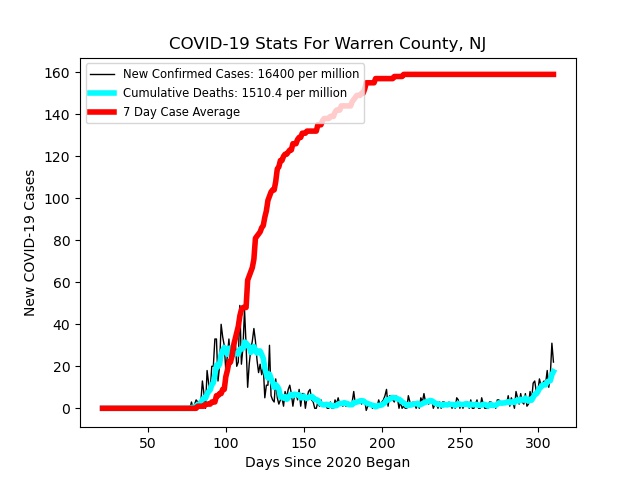 COVID-19 Stats For Warren County, NJ
New Confirmed Cases: 16400 per million
Cumulative Deaths: 1510.4 per million
7 Day Case Average
New COVID-19 Cases
160
140
120
100
80
60
40
20
0
50 100 150 200 250 300
Days Since 2020 Began